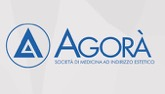 AGORÀ
SOCIETÀ DI MEDICINA AD INDIRIZZO ESTETICO